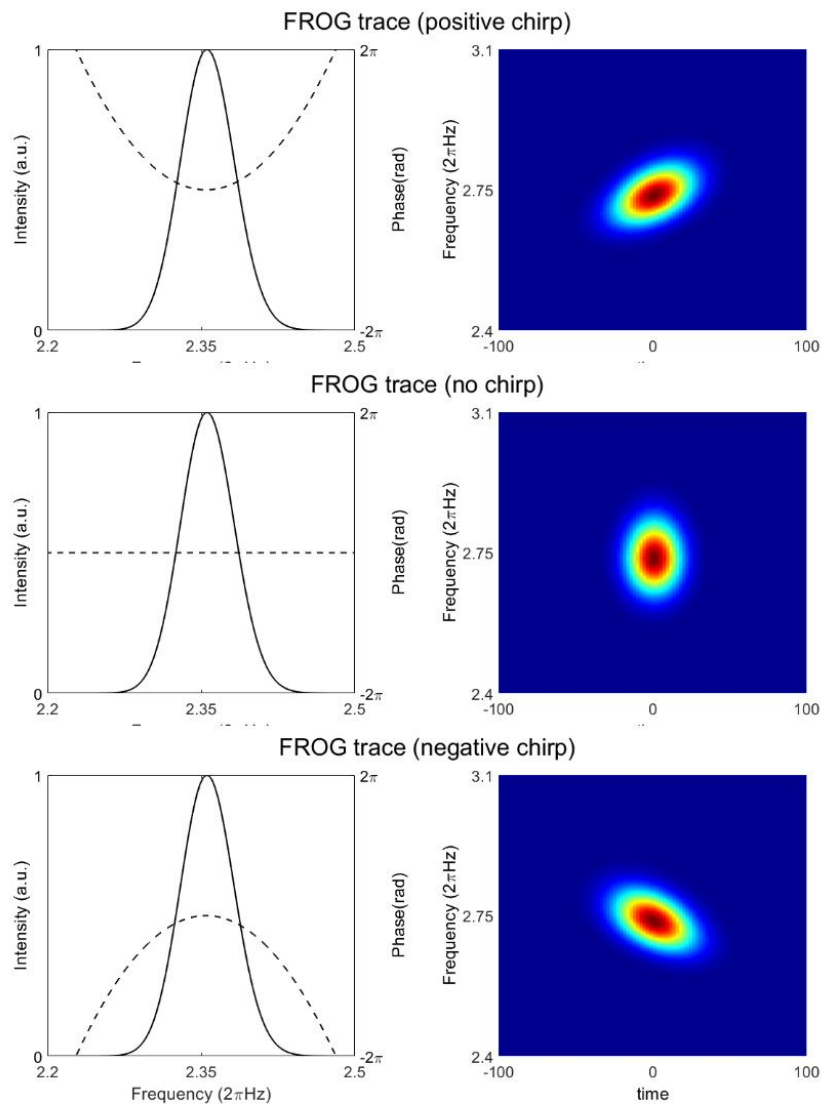 FROG trace (positive chirp)
1
0
Intensity (a.u.)
2π
-2π
Phase(rad)
2.2
2.35
2.5
3.1
2.75
2.4
Frequency (2πHz)
-100
0
100
FROG trace (no chirp)
1
0
Intensity (a.u.)
2π
-2π
Phase(rad)
2.2
2.35
2.5
3.1
2.75
2.4
Frequency (2πHz)
-100
0
100
FROG trace (negative chirp)
1
0
Intensity (a.u.)
2π
-2π
Phase(rad)
2.2
2.35
2.5
Frequency (2πHz)
3.1
2.75
2.4
Frequency (2πHz)
-100
0
100
time